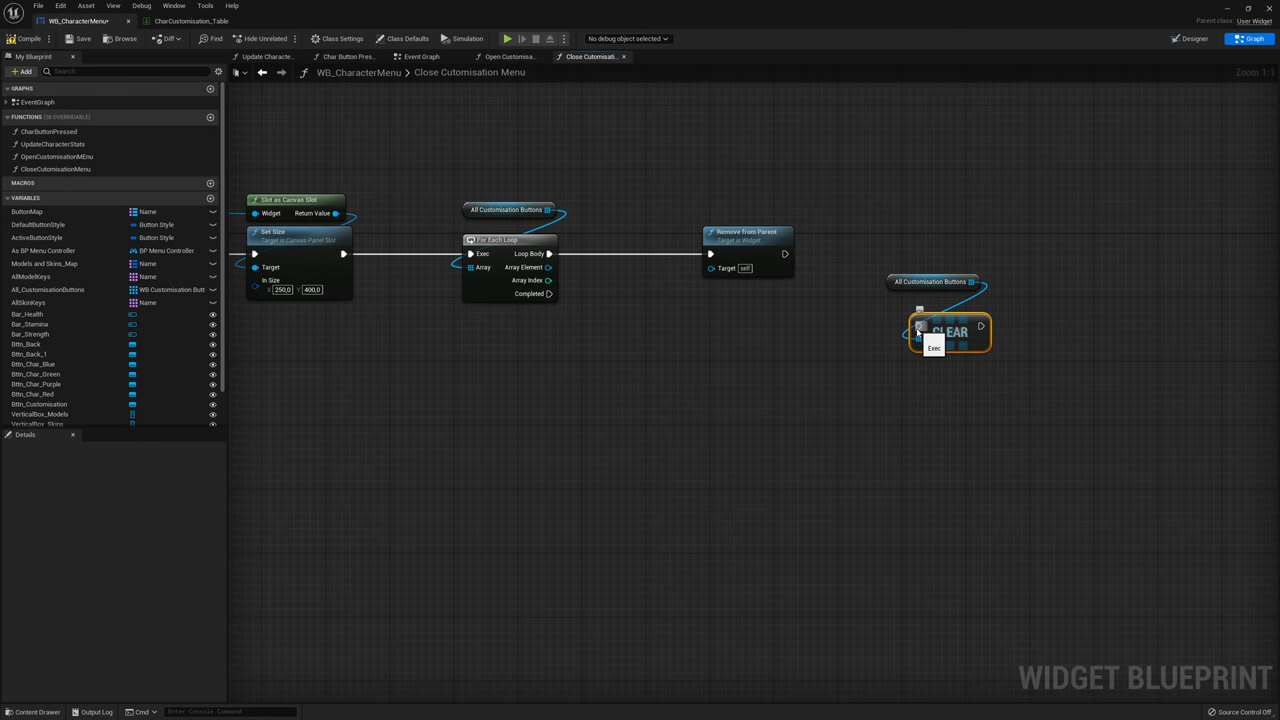 File Edit Asset View Debug Window Tools Help
WB_CharacterMenu* CharCustomisation_Table
Parent class: User Widget
Compile Save Browse Diff Find Hide Unrelated Class Settings Class Defaults Simulation No debug object selected Designer Graph
My Blueprint Update Characte... Char Button Pres... Event Graph Open Customisa... Close Cutomisati...
Add Search
WB_CharacterMenu > Close Cutomisation Menu
Zoom 1:1
GRAPHS
EventGraph
FUNCTIONS (38 OVERRIDABLE)
CharButtonPressed
UpdateCharacterStats
OpenCustomisationMEnu
CloseCutomisationMenu
MACROS
VARIABLES
ButtonMap Name
DefaultButtonStyle Button Style
ActiveButtonStyle Button Style
As BP Menu Controller BP Menu Controller
Models and Skins_Map Name
AllModelKeys Name
All_CustomisationButtons WB Customisation Butt
AllSkinKeys Name
Bar_Health
Bar_Stamina
Bar_Strength
Bttn_Back
Bttn_Back_1
Bttn_Char_Blue
Bttn_Char_Green
Bttn_Char_Purple
Bttn_Char_Red
Bttn_Customisation
VerticalBox_Models
VerticalBox_Skins
Details
Slot as Canvas Slot
Widget Return Value
Set Size
Target is Canvas Panel Slot
Target
In Size
X 250,0 Y 400,0
All Customisation Buttons
For Each Loop
Exec Loop Body
Array Array Element
Array Index
Completed
Remove from Parent
Target is Widget
Target self
All Customisation Buttons
CLEAR
Exec
WIDGET BLUEPRINT
Content Drawer Output Log Cmd Enter Console Command Source Control Off